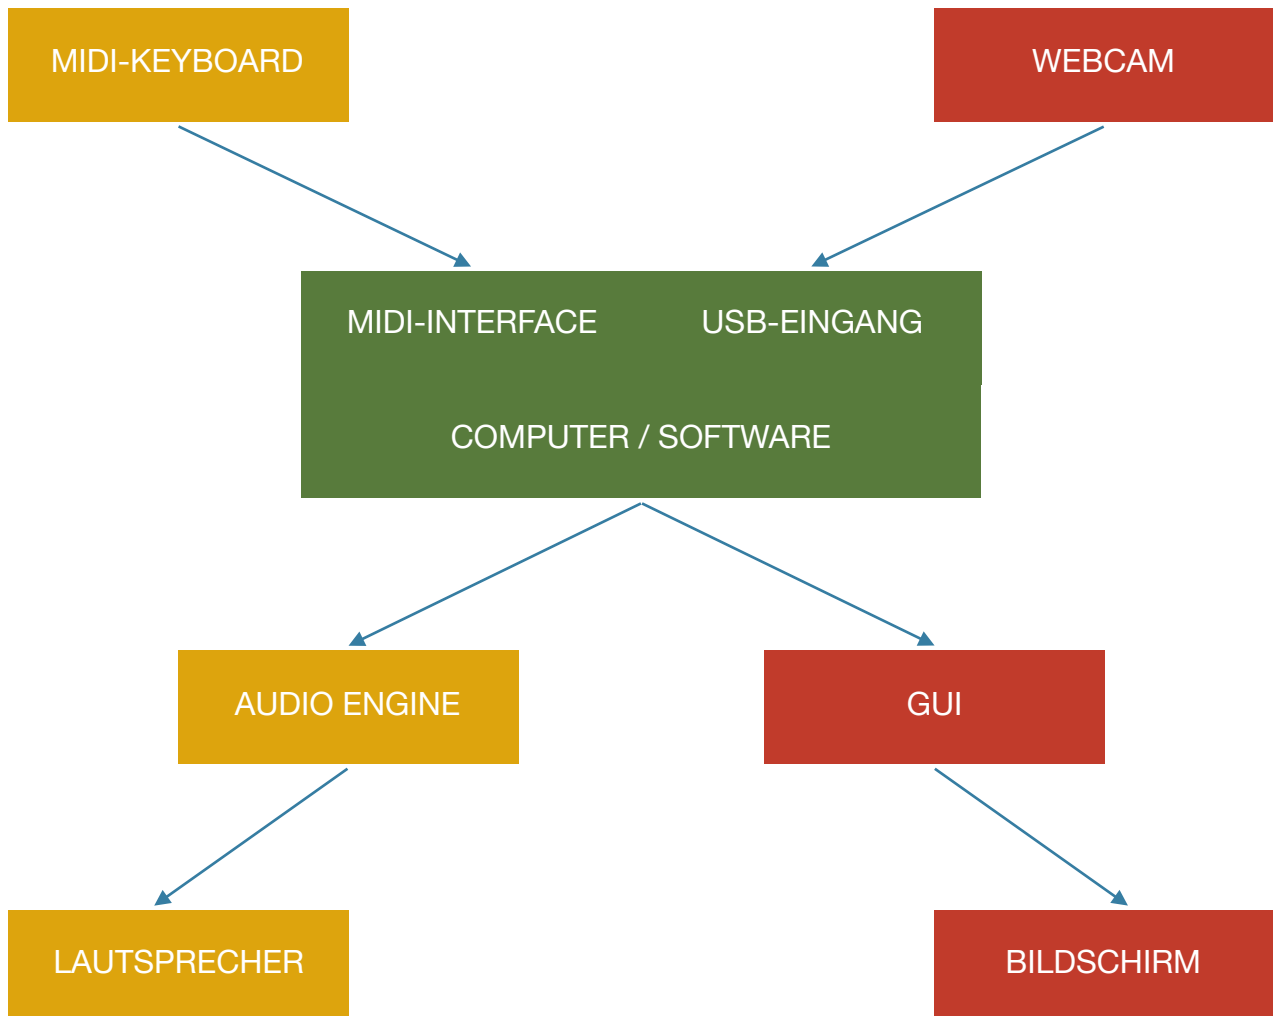 MIDI-KEYBOARD
WEBCAM
MIDI-INTERFACE
USB-EINGANG
COMPUTER / SOFTWARE
AUDIO ENGINE
GUI
LAUTSPRECHER
BILDSCHIRM